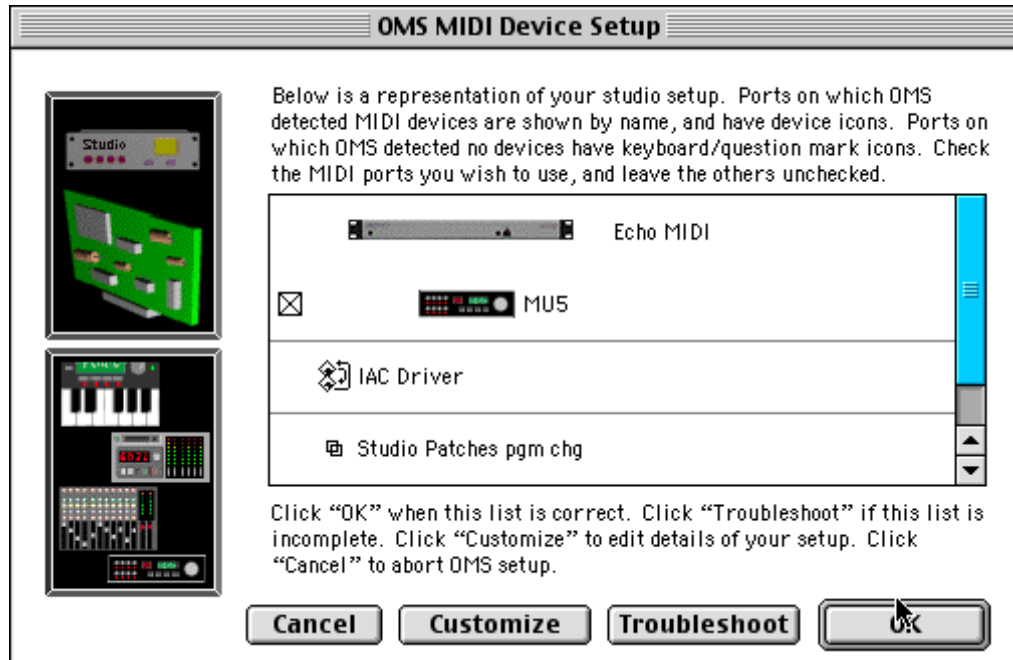 OMS MIDI Device Setup
Below is a representation of your studio setup. Ports on which OMS
detected MIDI devices are shown by name, and have device icons. Ports on
which OMS detected no devices have keyboard/question mark icons. Check
the MIDI ports you wish to use, and leave the others unchecked.
Studio
Echo MIDI
MU5
IAC Driver
Studio Patches pgm chg
Click “OK” when this list is correct. Click “Troubleshoot” if this list is
incomplete. Click “Customize” to edit details of your setup. Click
“Cancel” to abort OMS setup.
Cancel Customize Troubleshoot OK